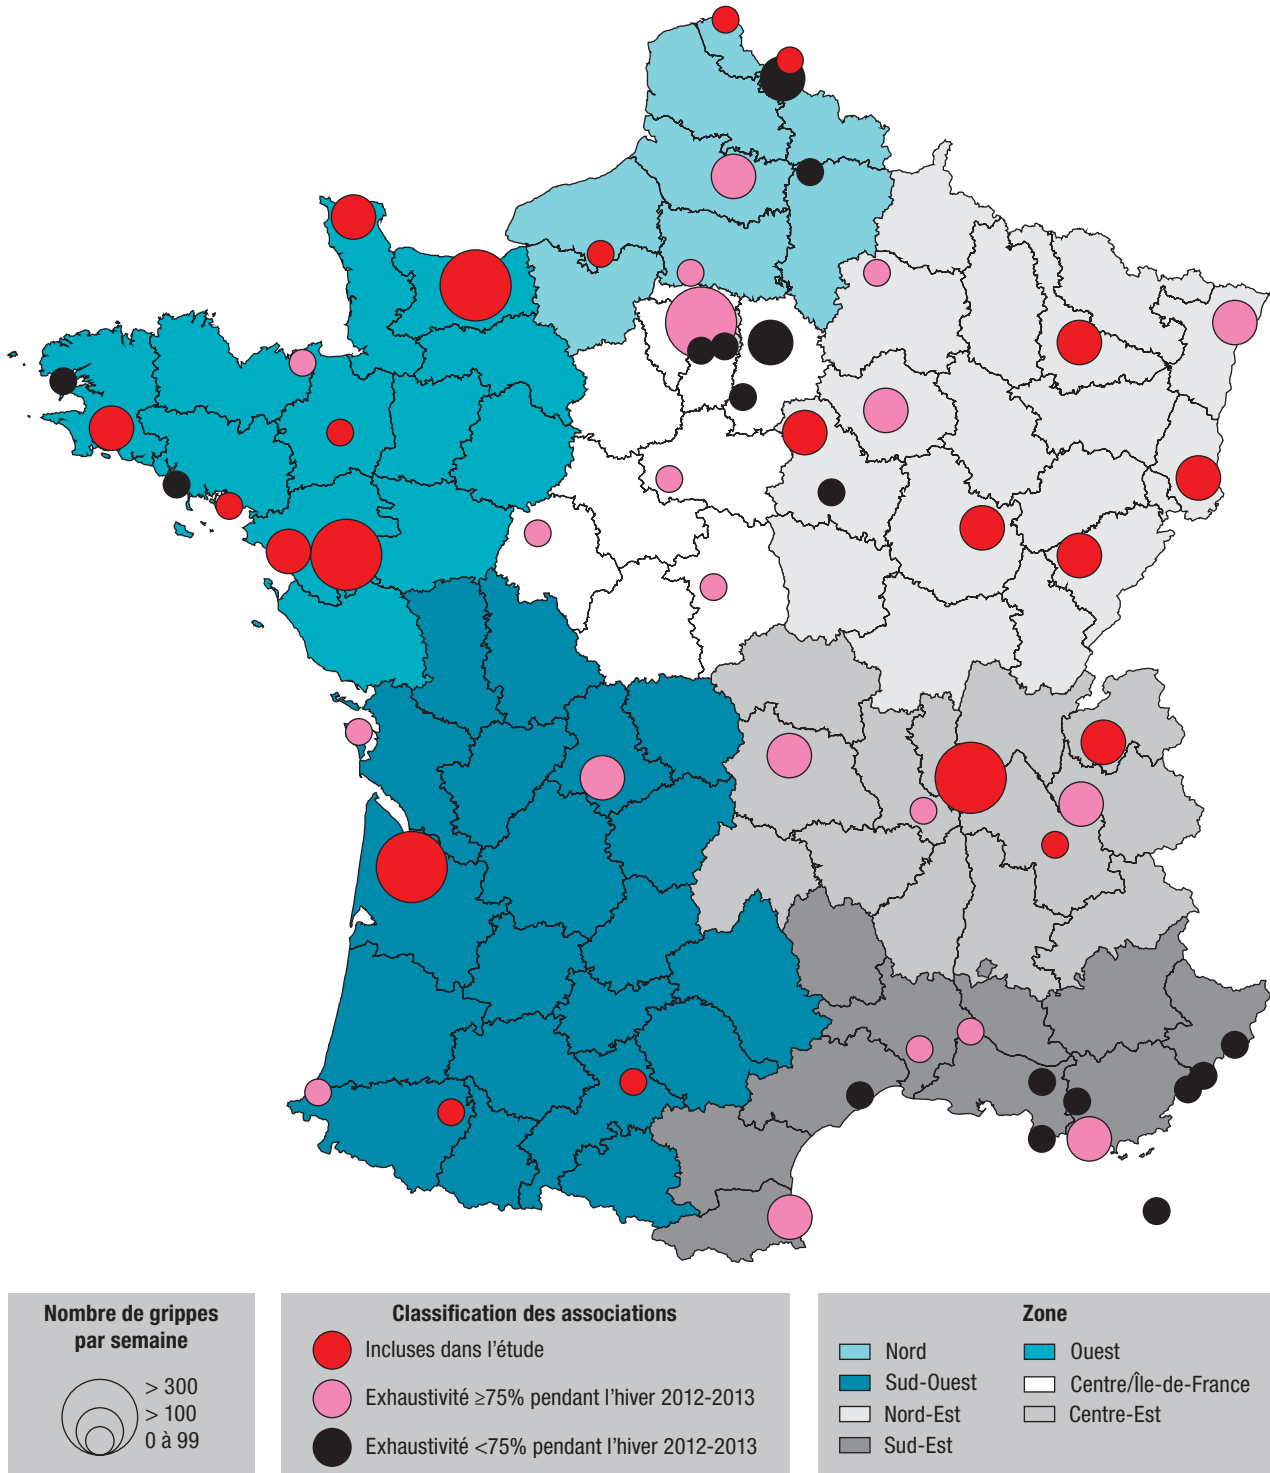 Nombre de grippes
par semaine
> 300
> 100
0 à 99
Classification des associations
Incluses dans l'étude
Exhaustivité ≥75% pendant l'hiver 2012-2013
Exhaustivité <75% pendant l'hiver 2012-2013
Zone
Nord
Ouest
Sud-Ouest
Centre/Île-de-France
Nord-Est
Centre-Est
Sud-Est